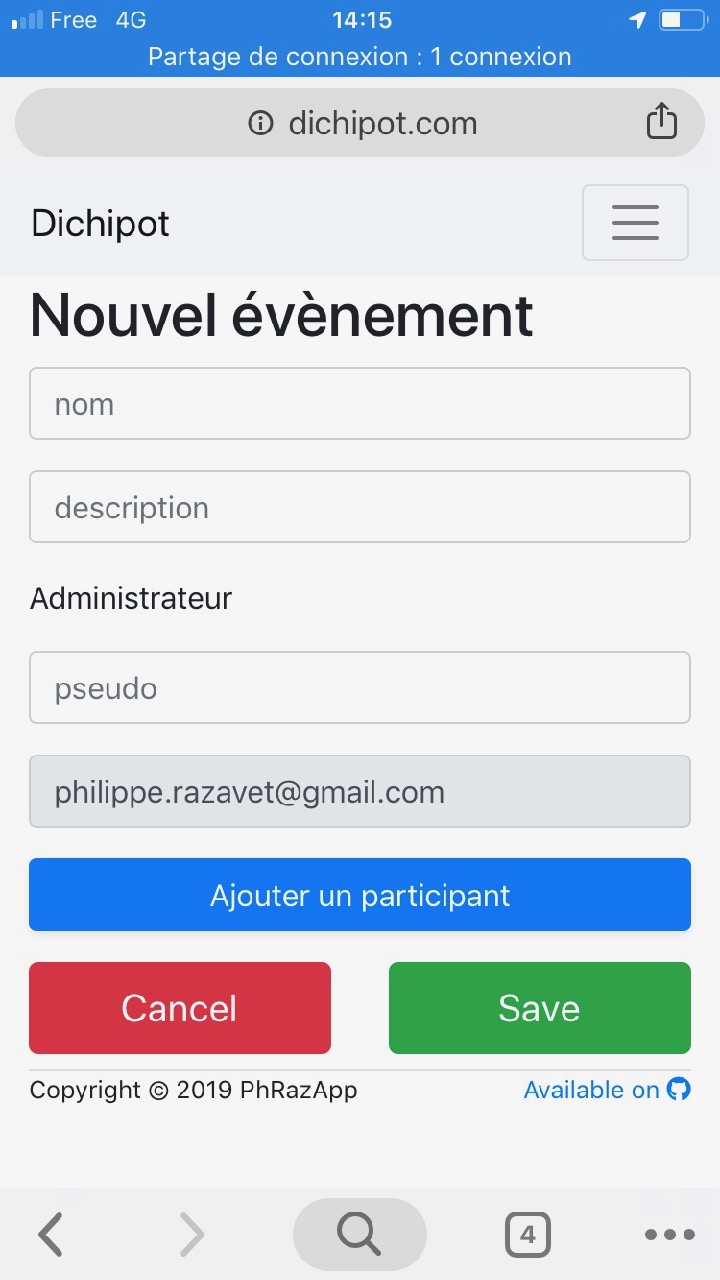 Free 4G 14:15
Partage de connexion : 1 connexion
dichipot.com
Dichipot
Nouvel évènement
nom
description
Administrateur
pseudo
philippe.razavet@gmail.com
Ajouter un participant
Cancel Save
Copyright © 2019 PhRazApp Available on
4